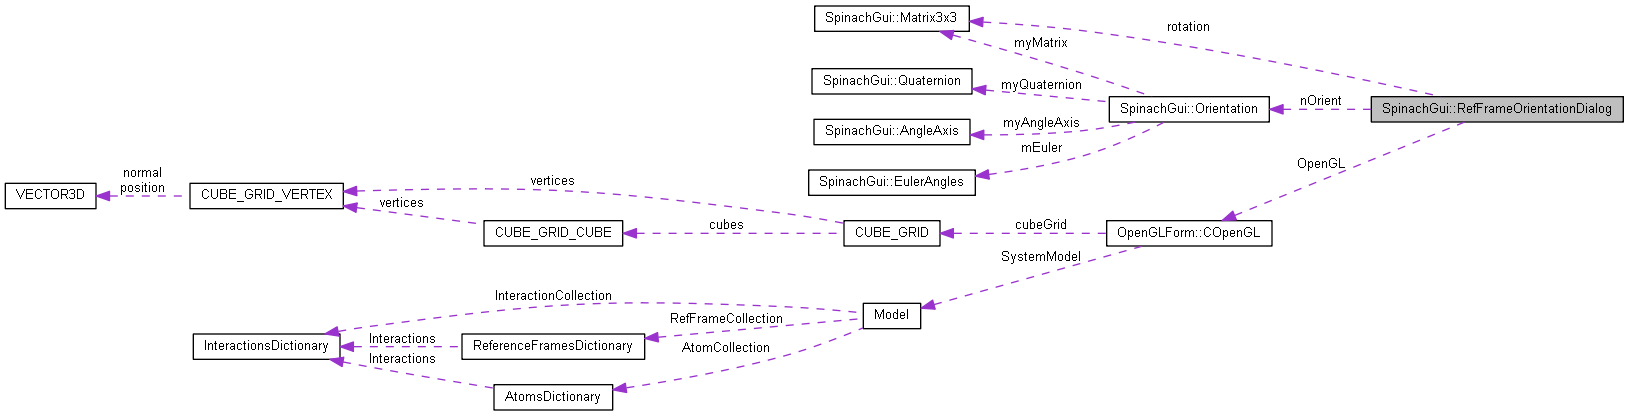 SpinachGui::Matrix3x3
rotation
myMatrix
SpinachGui::Quaternion
myQuaternion
nOrient
SpinachGui::Orientation
SpinachGui::RefFrameOrientationDialog
SpinachGui::AngleAxis
myAngleAxis
mEuler
OpenGL
normal
position
SpinachGui::EulerAngles
vertices
VECTOR3D
CUBE_GRID_VERTEX
vertices
CUBE_GRID_CUBE
cubes
CUBE_GRID
cubeGrid
OpenGLForm::COpenGL
SystemModel
InteractionCollection
Model
RefFrameCollection
InteractionsDictionary
Interactions
ReferenceFramesDictionary
AtomCollection
Interactions
AtomsDictionary